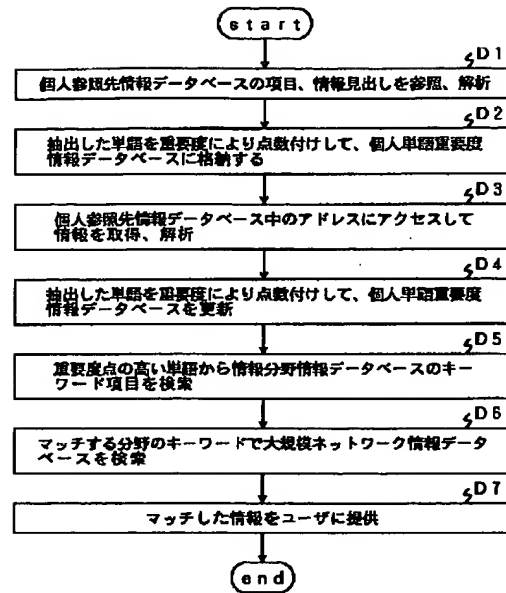 start
D1
個人参照先情報データベースの項目、情報見出しを参照、解析
D2
抽出した単語を重要度により点数付けして、個人単語重要度
情報データベースに格納する
D3
個人参照先情報データベース中のアドレスにアクセスして
情報を取得、解析
D4
抽出した単語を重要度により点数付けして、個人単語重要度
情報データベースを更新
D5
重要度点の高い単語から情報分野情報データベースのキー
ワード項目を検索
D6
マッチする分野のキーワードで大規模ネットワーク情報データ
ベースを検索
D7
マッチした情報をユーザに提供
end